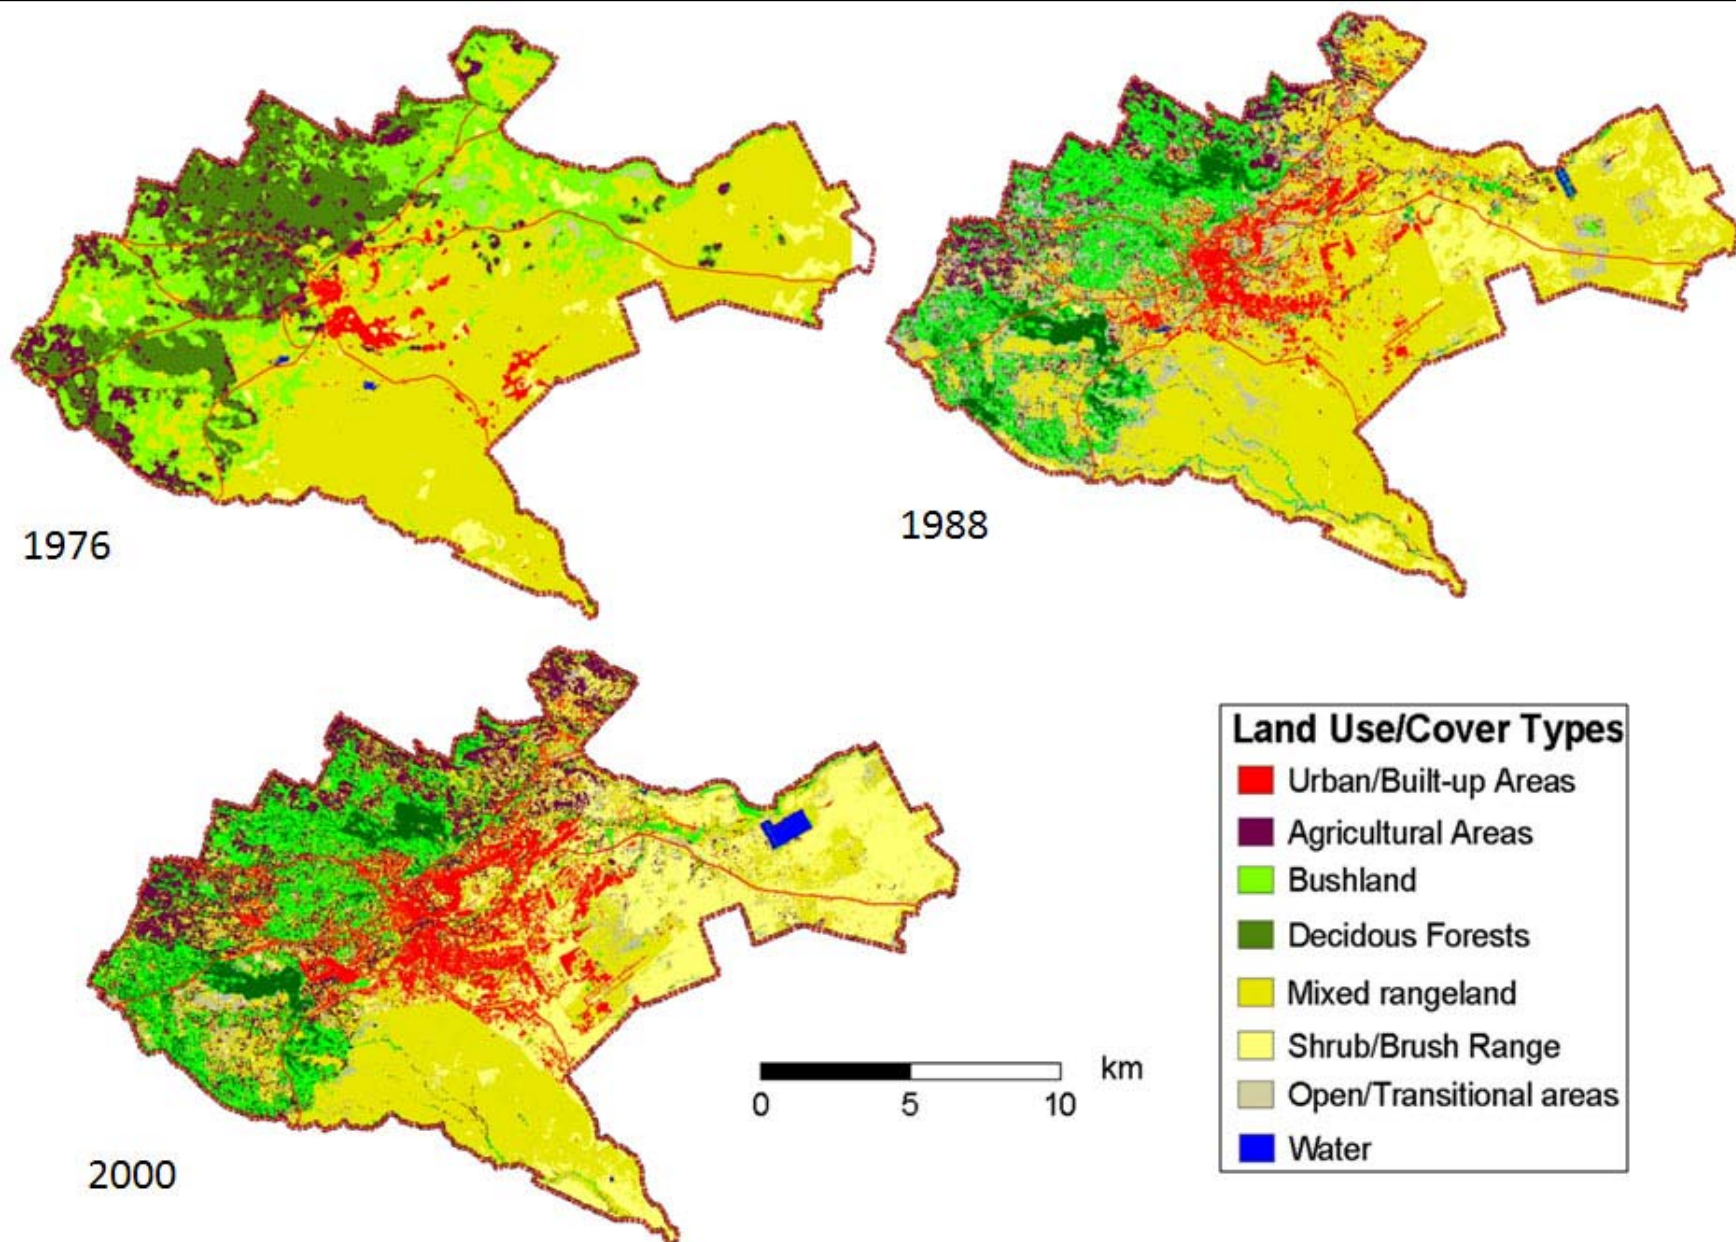 1976
1988
2000
km
0 5 10
Land Use/Cover Types
Urban/Built-up Areas
Agricultural Areas
Bushland
Decidous Forests
Mixed rangeland
Shrub/Brush Range
Open/Transitional areas
Water